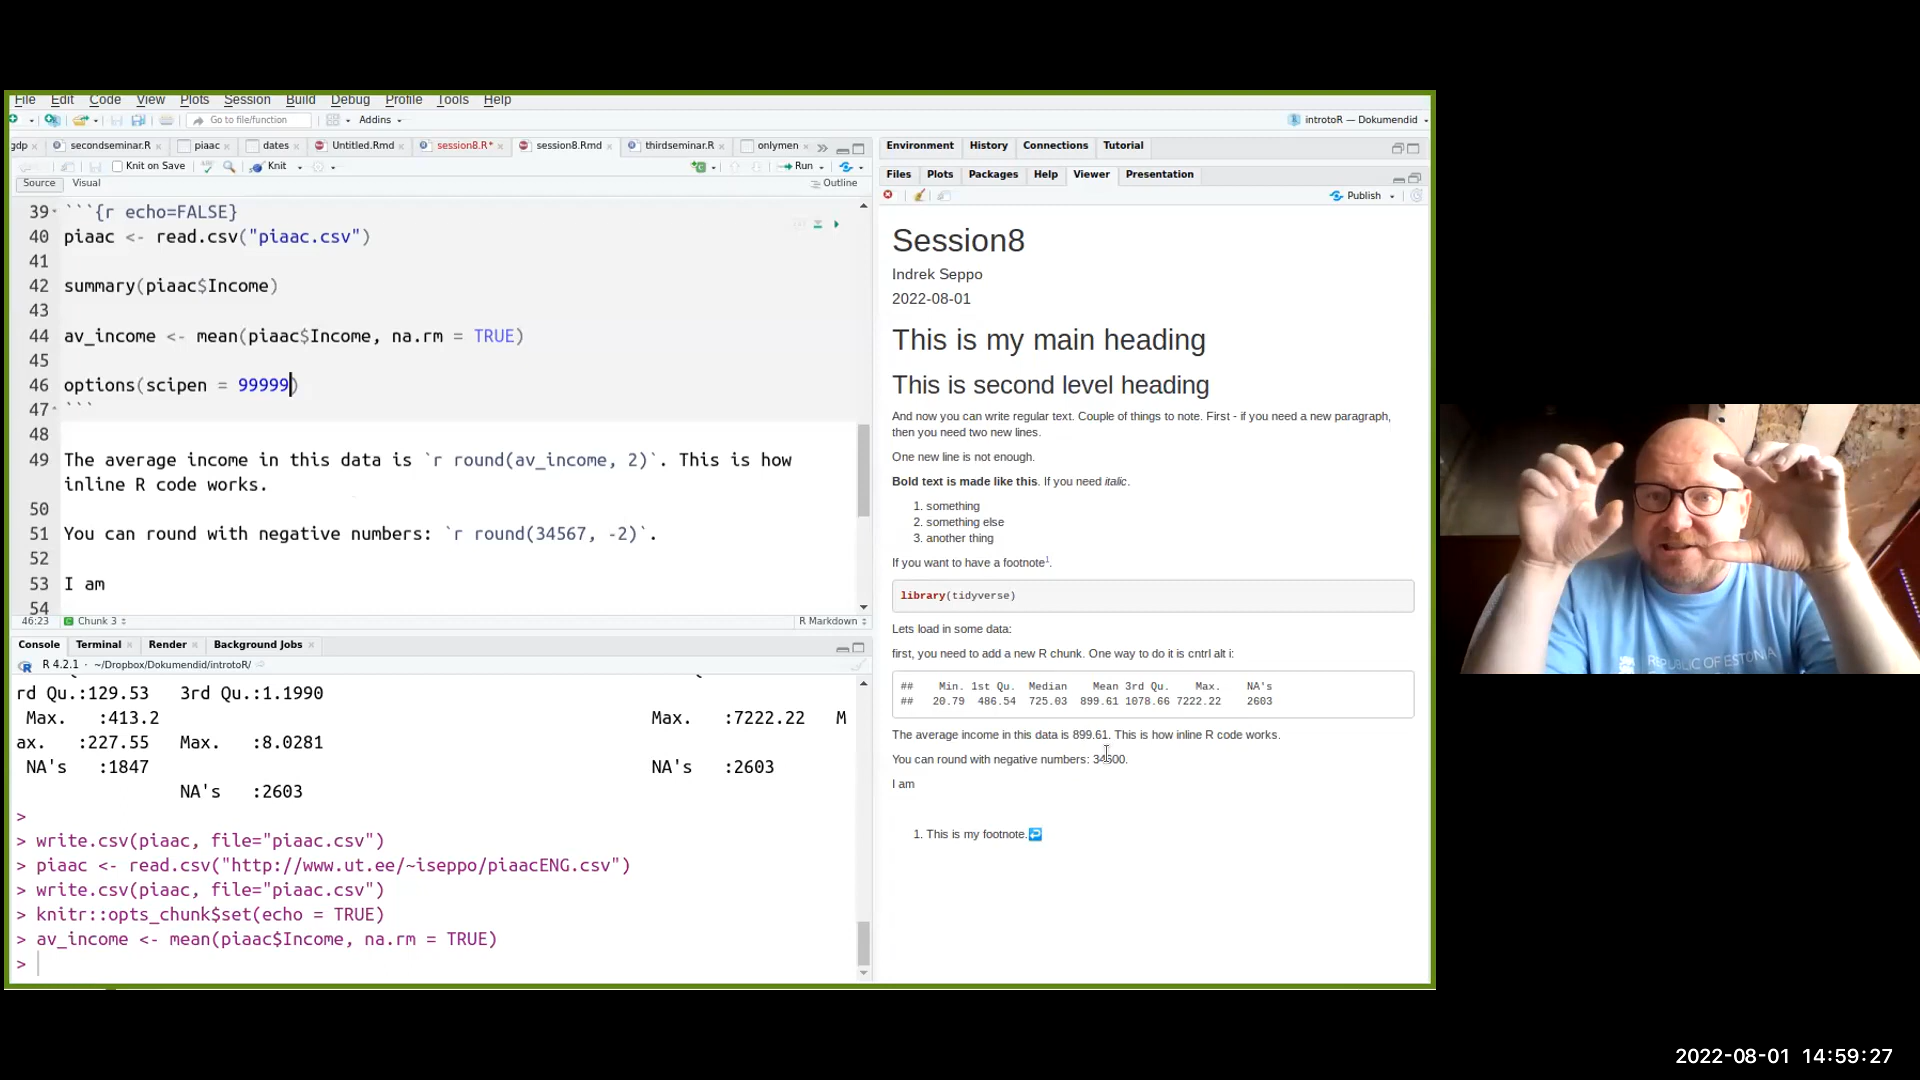 File Edit Code View Plots Session Build Debug Profile Tools Help
Go to file/function Addins introtoR — Dokumendid
gdp secondseminar.R piaac dates Untitled.Rmd session8.R* session8.Rmd thirdseminar.R onlymen
Knit on Save Knit Run
Source Visual Outline
39 ```{r echo=FALSE}
40 piaac <- read.csv("piaac.csv")
41
42 summary(piaac$Income)
43
44 av_income <- mean(piaac$Income, na.rm = TRUE)
45
46 options(scipen = 99999)
47 ```
48
49 The average income in this data is `r round(av_income, 2)`. This is how
inline R code works.
50
51 You can round with negative numbers: `r round(34567, -2)`.
52
53 I am
54
46:23 Chunk 3 R Markdown
Console Terminal Render Background Jobs
R 4.2.1 · ~/Dropbox/Dokumendid/introtoR/
rd Qu.:129.53 3rd Qu.:1.1990
Max. :413.2 Max. :7222.22 M
ax. :227.55 Max. :8.0281
NA's :1847 NA's :2603
NA's :2603
>
> write.csv(piaac, file="piaac.csv")
> piaac <- read.csv("http://www.ut.ee/~iseppo/piaacENG.csv")
> write.csv(piaac, file="piaac.csv")
> knitr::opts_chunk$set(echo = TRUE)
> av_income <- mean(piaac$Income, na.rm = TRUE)
>
Environment History Connections Tutorial
Files Plots Packages Help Viewer Presentation
Publish
Session8
Indrek Seppo
2022-08-01
This is my main heading
This is second level heading
And now you can write regular text. Couple of things to note. First - if you need a new paragraph,
then you need two new lines.
One new line is not enough.
Bold text is made like this. If you need italic.
1. something
2. something else
3. another thing
If you want to have a footnote1.
library(tidyverse)
Lets load in some data:
first, you need to add a new R chunk. One way to do it is cntrl alt i:
## Min. 1st Qu. Median Mean 3rd Qu. Max. NA's
## 20.79 486.54 725.03 899.61 1078.66 7222.22 2603
The average income in this data is 899.61. This is how inline R code works.
You can round with negative numbers: 34600.
I am
1. This is my footnote.
REPUBLIC OF ESTONIA
2022-08-01 14:59:27